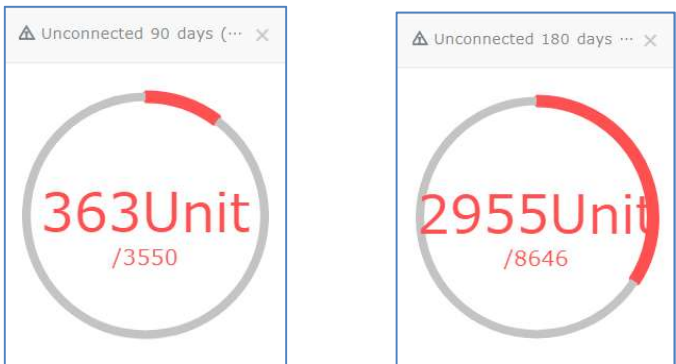 Unconnected 90 days (···
363Unit
/3550
Unconnected 180 days ···
2955Unit
/8646